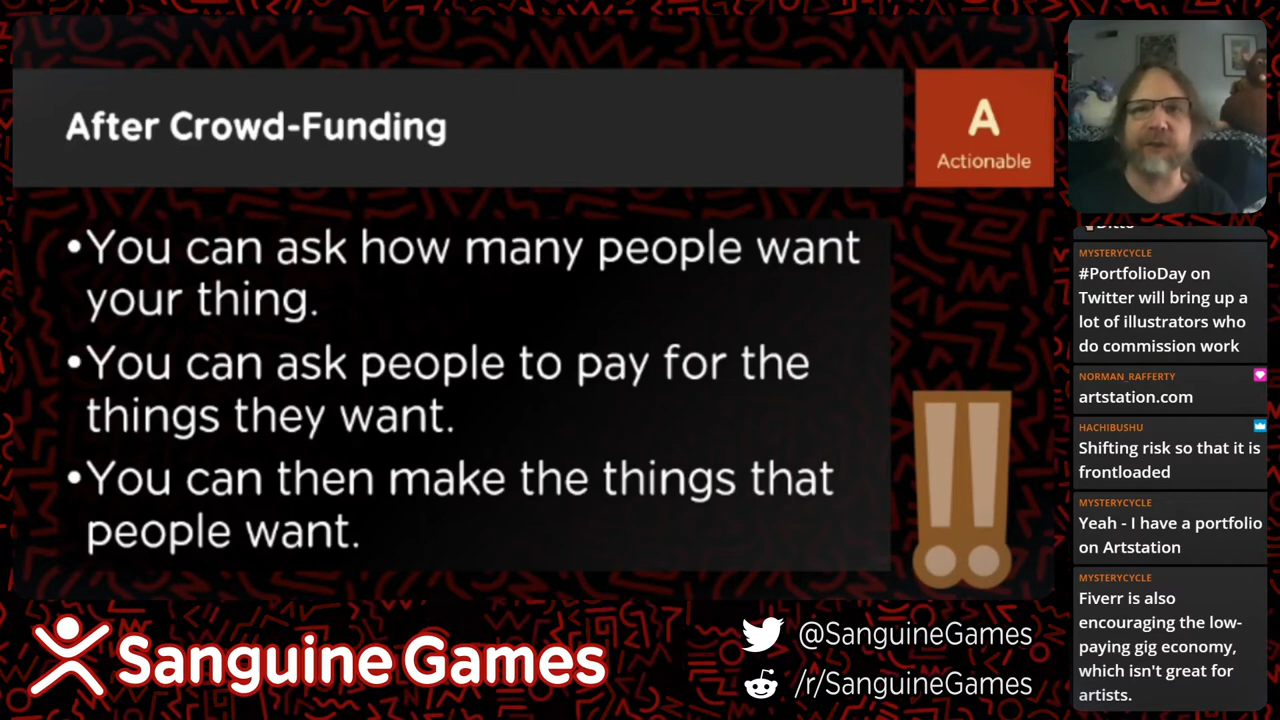 After Crowd-Funding
A
Actionable
•You can ask how many people want
your thing.
•You can ask people to pay for the
things they want.
•You can then make the things that
people want.
Ditto
MYSTERYCYCLE
#PortfolioDay on
Twitter will bring up a
lot of illustrators who
do commission work
NORMAN_RAFFERTY
artstation.com
HACHIBUSHU
Shifting risk so that it is
frontloaded
MYSTERYCYCLE
Yeah - I have a portfolio
on Artstation
MYSTERYCYCLE
Fiverr is also
encouraging the low-
paying gig economy,
which isn't great for
artists.
Sanguine Games
@SanguineGames
/r/SanguineGames